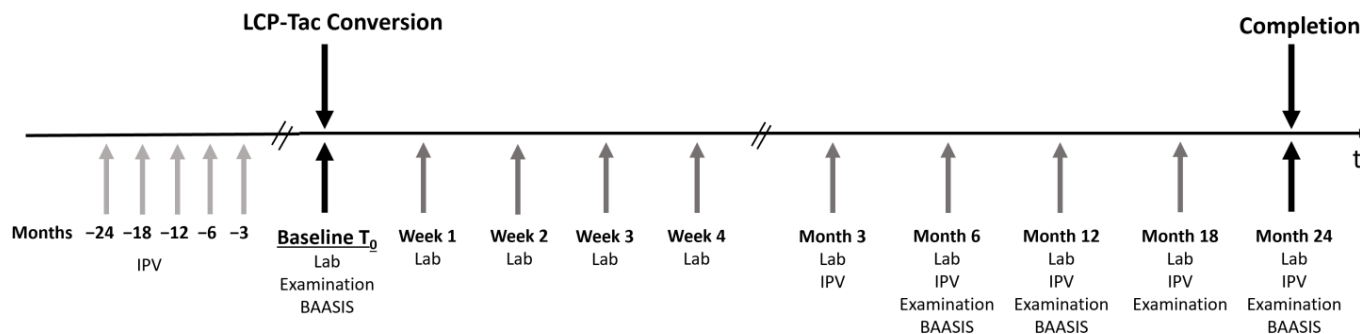 LCP-Tac Conversion
Completion
t
Months −24 −18 −12 −6 −3
IPV
Baseline T0
Lab
Examination
BAASIS
Week 1
Lab
Week 2
Lab
Week 3
Lab
Week 4
Lab
Month 3
Lab
IPV
Month 6
Lab
IPV
Examination
BAASIS
Month 12
Lab
IPV
Examination
BAASIS
Month 18
Lab
IPV
Examination
Month 24
Lab
IPV
Examination
BAASIS